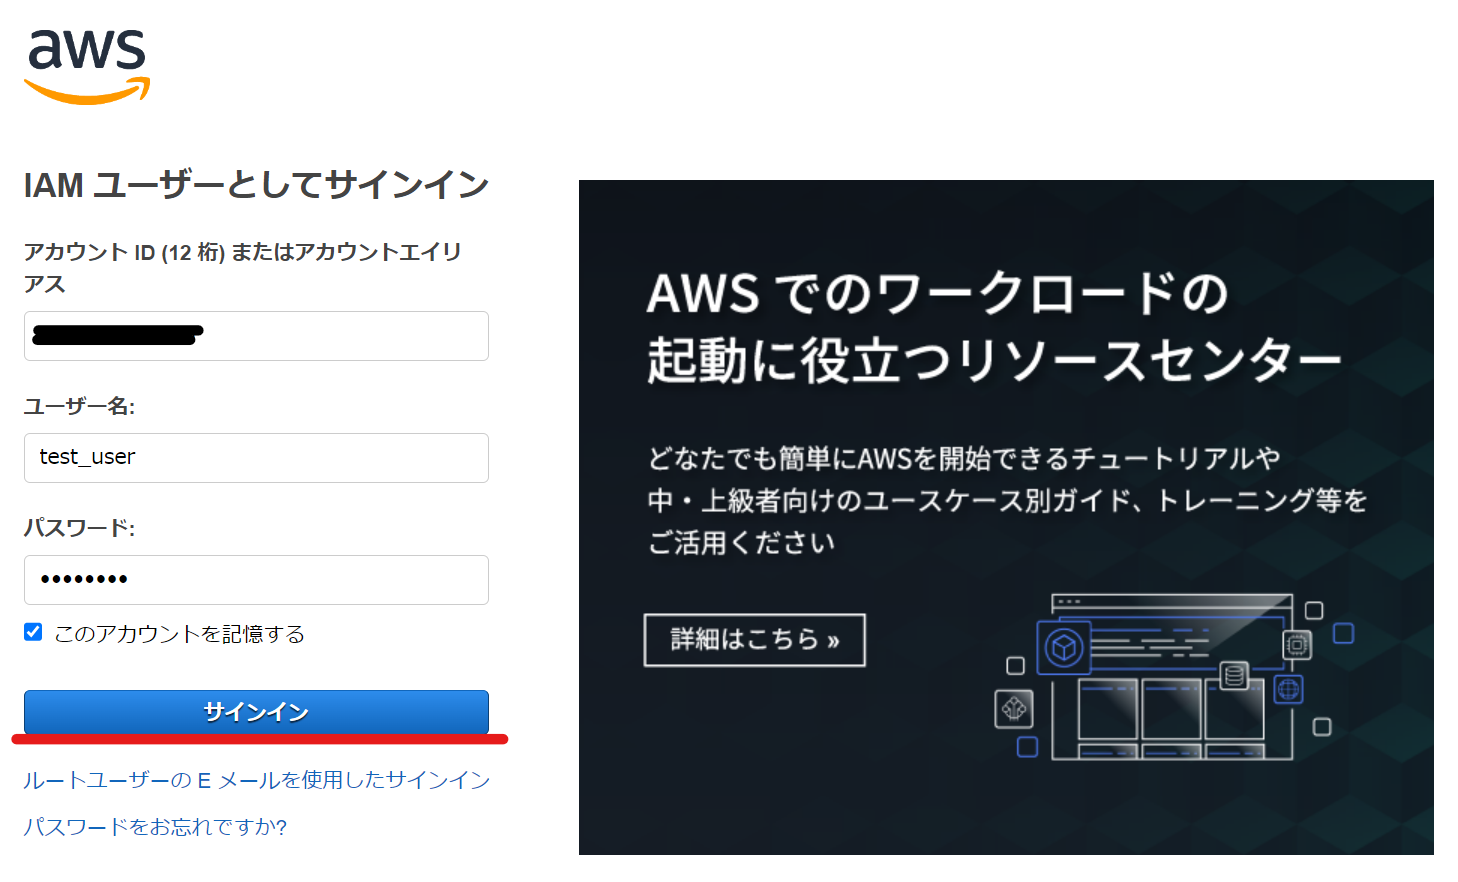 aws
IAM ユーザーとしてサインイン
アカウント ID (12 桁) またはアカウントエイリ
アス
ユーザー名:
test_user
パスワード:
••••••••
このアカウントを記憶する
サインイン
ルートユーザーの E メールを使用したサインイン
パスワードをお忘れですか?
AWS でのワークロードの
起動に役立つリソースセンター
どなたでも簡単にAWSを開始できるチュートリアルや
中・上級者向けのユースケース別ガイド、トレーニング等を
ご活用ください
詳細はこちら »